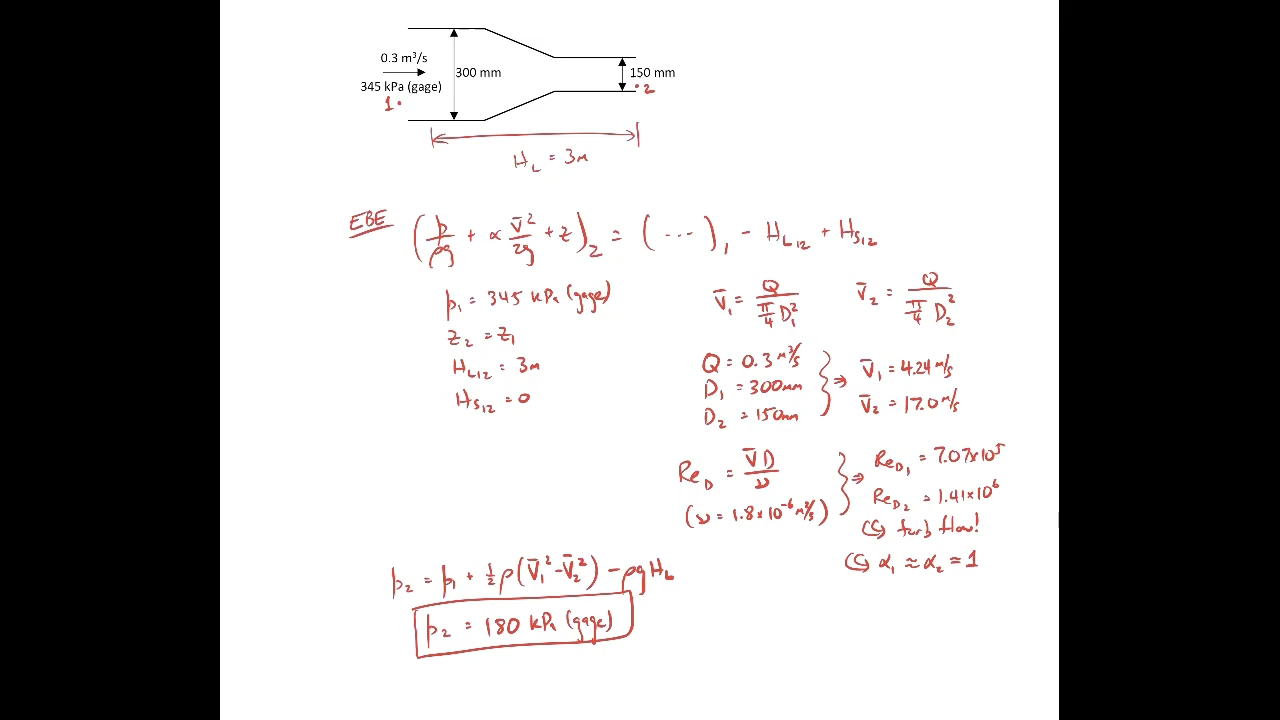 0.3 m³/s
300 mm
150 mm
345 kPa (gage)
1·
·2
H_L = 3m
EBE (p/ρg + α V̄²/2g + z)₂ = (···)₁ - H_L12 + H_S12
p₁ = 345 kPa (gage)
V̄₁ = Q / (π/4 D₁²)
V̄₂ = Q / (π/4 D₂²)
z₂ = z₁
H_L12 = 3m
H_S12 = 0
Q = 0.3 m³/s
D₁ = 300mm
D₂ = 150mm
⇒ V̄₁ = 4.24 m/s
V̄₂ = 17.0 m/s
Re_D = V̄D/ν
(ν = 1.8×10⁻⁶ m²/s)
⇒ Re_D₁ = 7.07×10⁵
Re_D₂ = 1.41×10⁶
↪ turb flow!
↪ α₁ ≈ α₂ ≈ 1
p₂ = p₁ + ½ρ(V̄₁² - V̄₂²) - ρgH_L
p₂ = 180 kPa (gage)